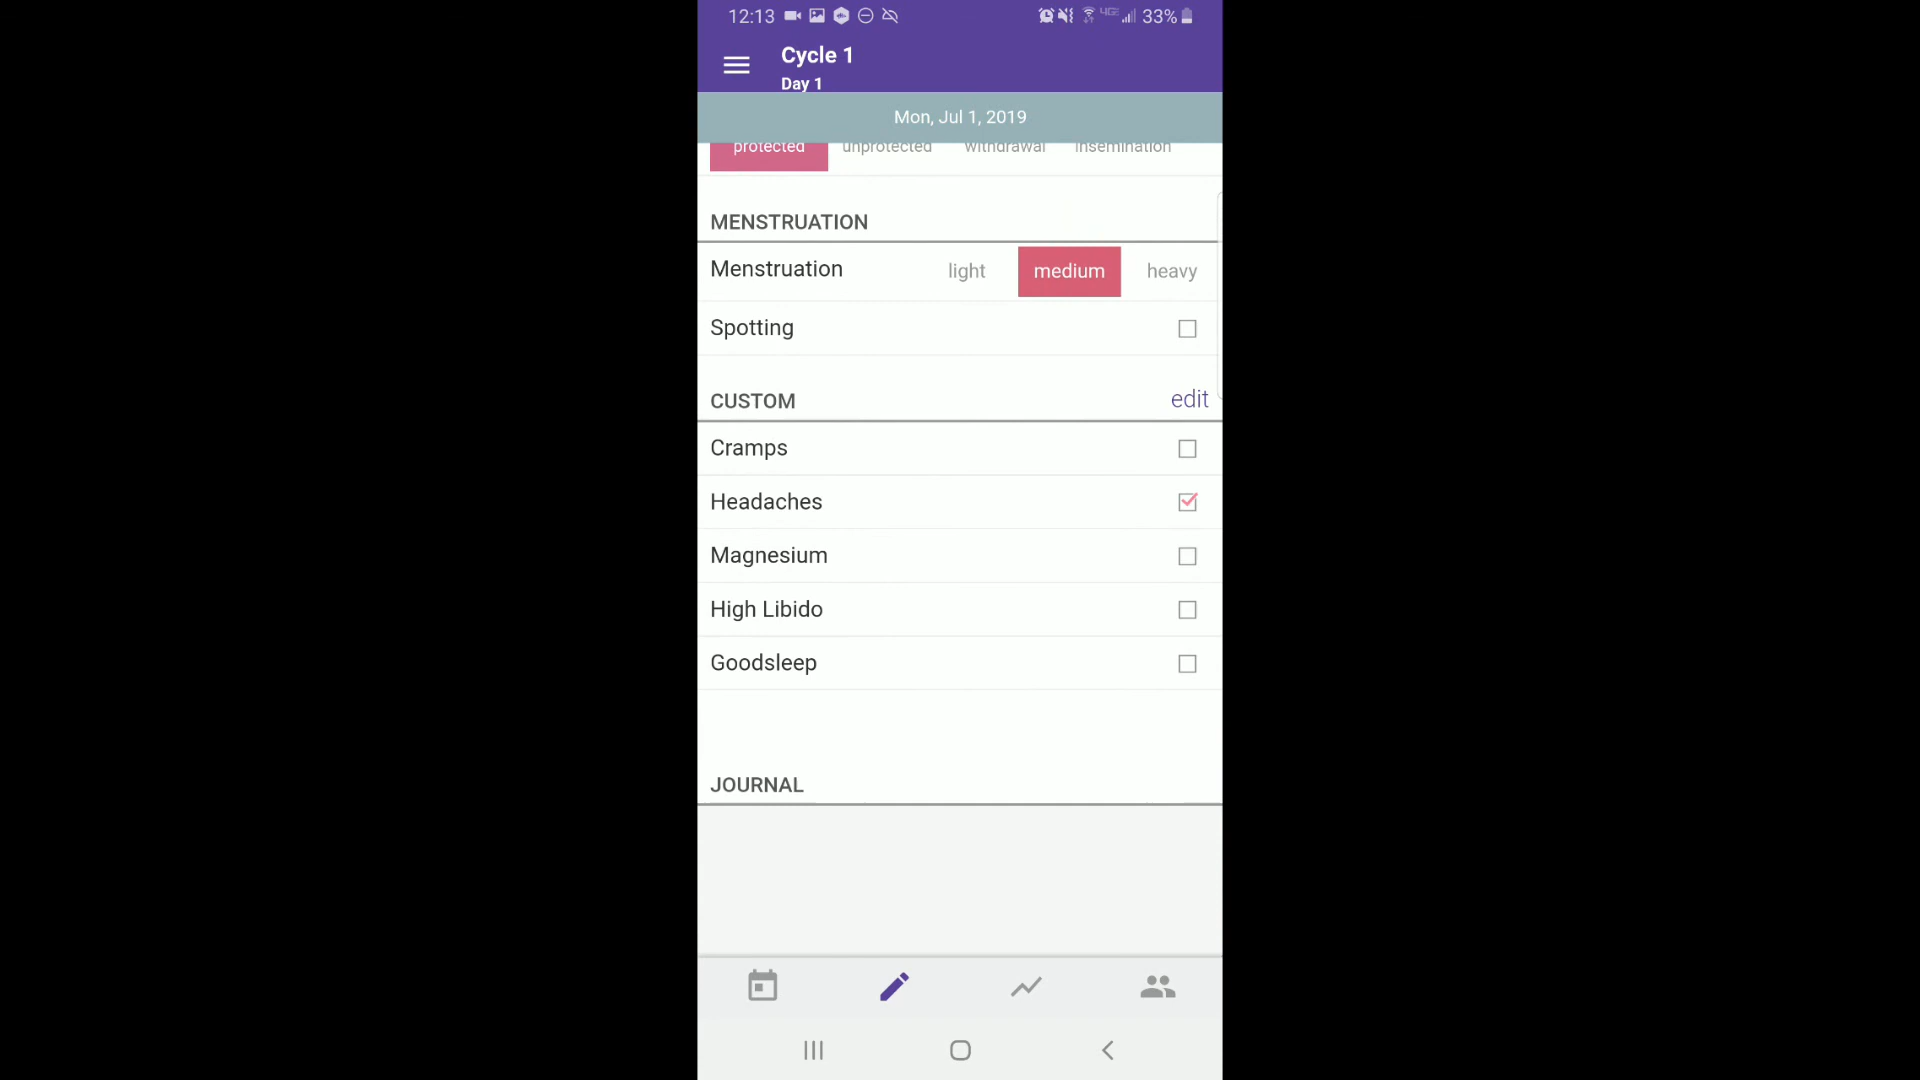 12:13 33%
Cycle 1
Day 1
Mon, Jul 1, 2019
protected unprotected withdrawal insemination
MENSTRUATION
Menstruation light medium heavy
Spotting
CUSTOM edit
Cramps
Headaches
Magnesium
High Libido
Goodsleep
JOURNAL